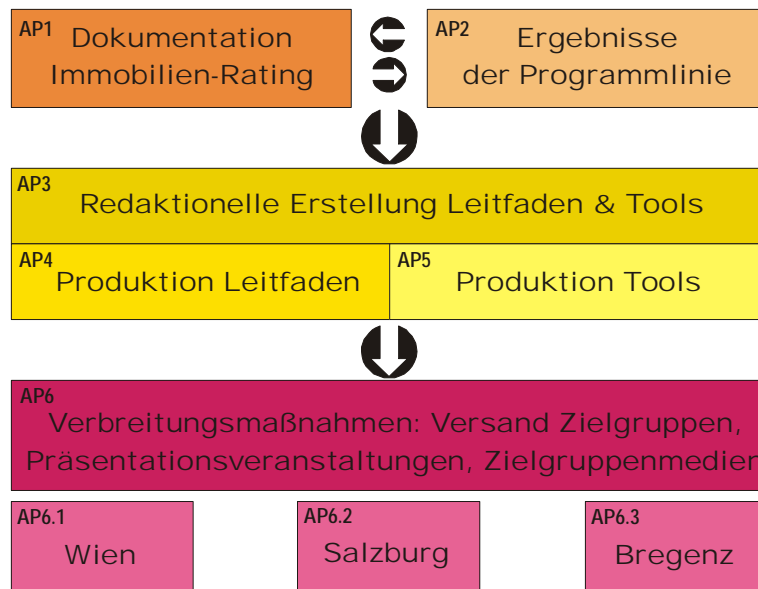 AP1 Dokumentation
Immobilien-Rating
AP2 Ergebnisse
der Programmlinie
AP3
Redaktionelle Erstellung Leitfaden & Tools
AP4
Produktion Leitfaden
AP5
Produktion Tools
AP6
Verbreitungsmaßnahmen: Versand Zielgruppen,
Präsentationsveranstaltungen, Zielgruppenmedien
AP6.1
Wien
AP6.2
Salzburg
AP6.3
Bregenz